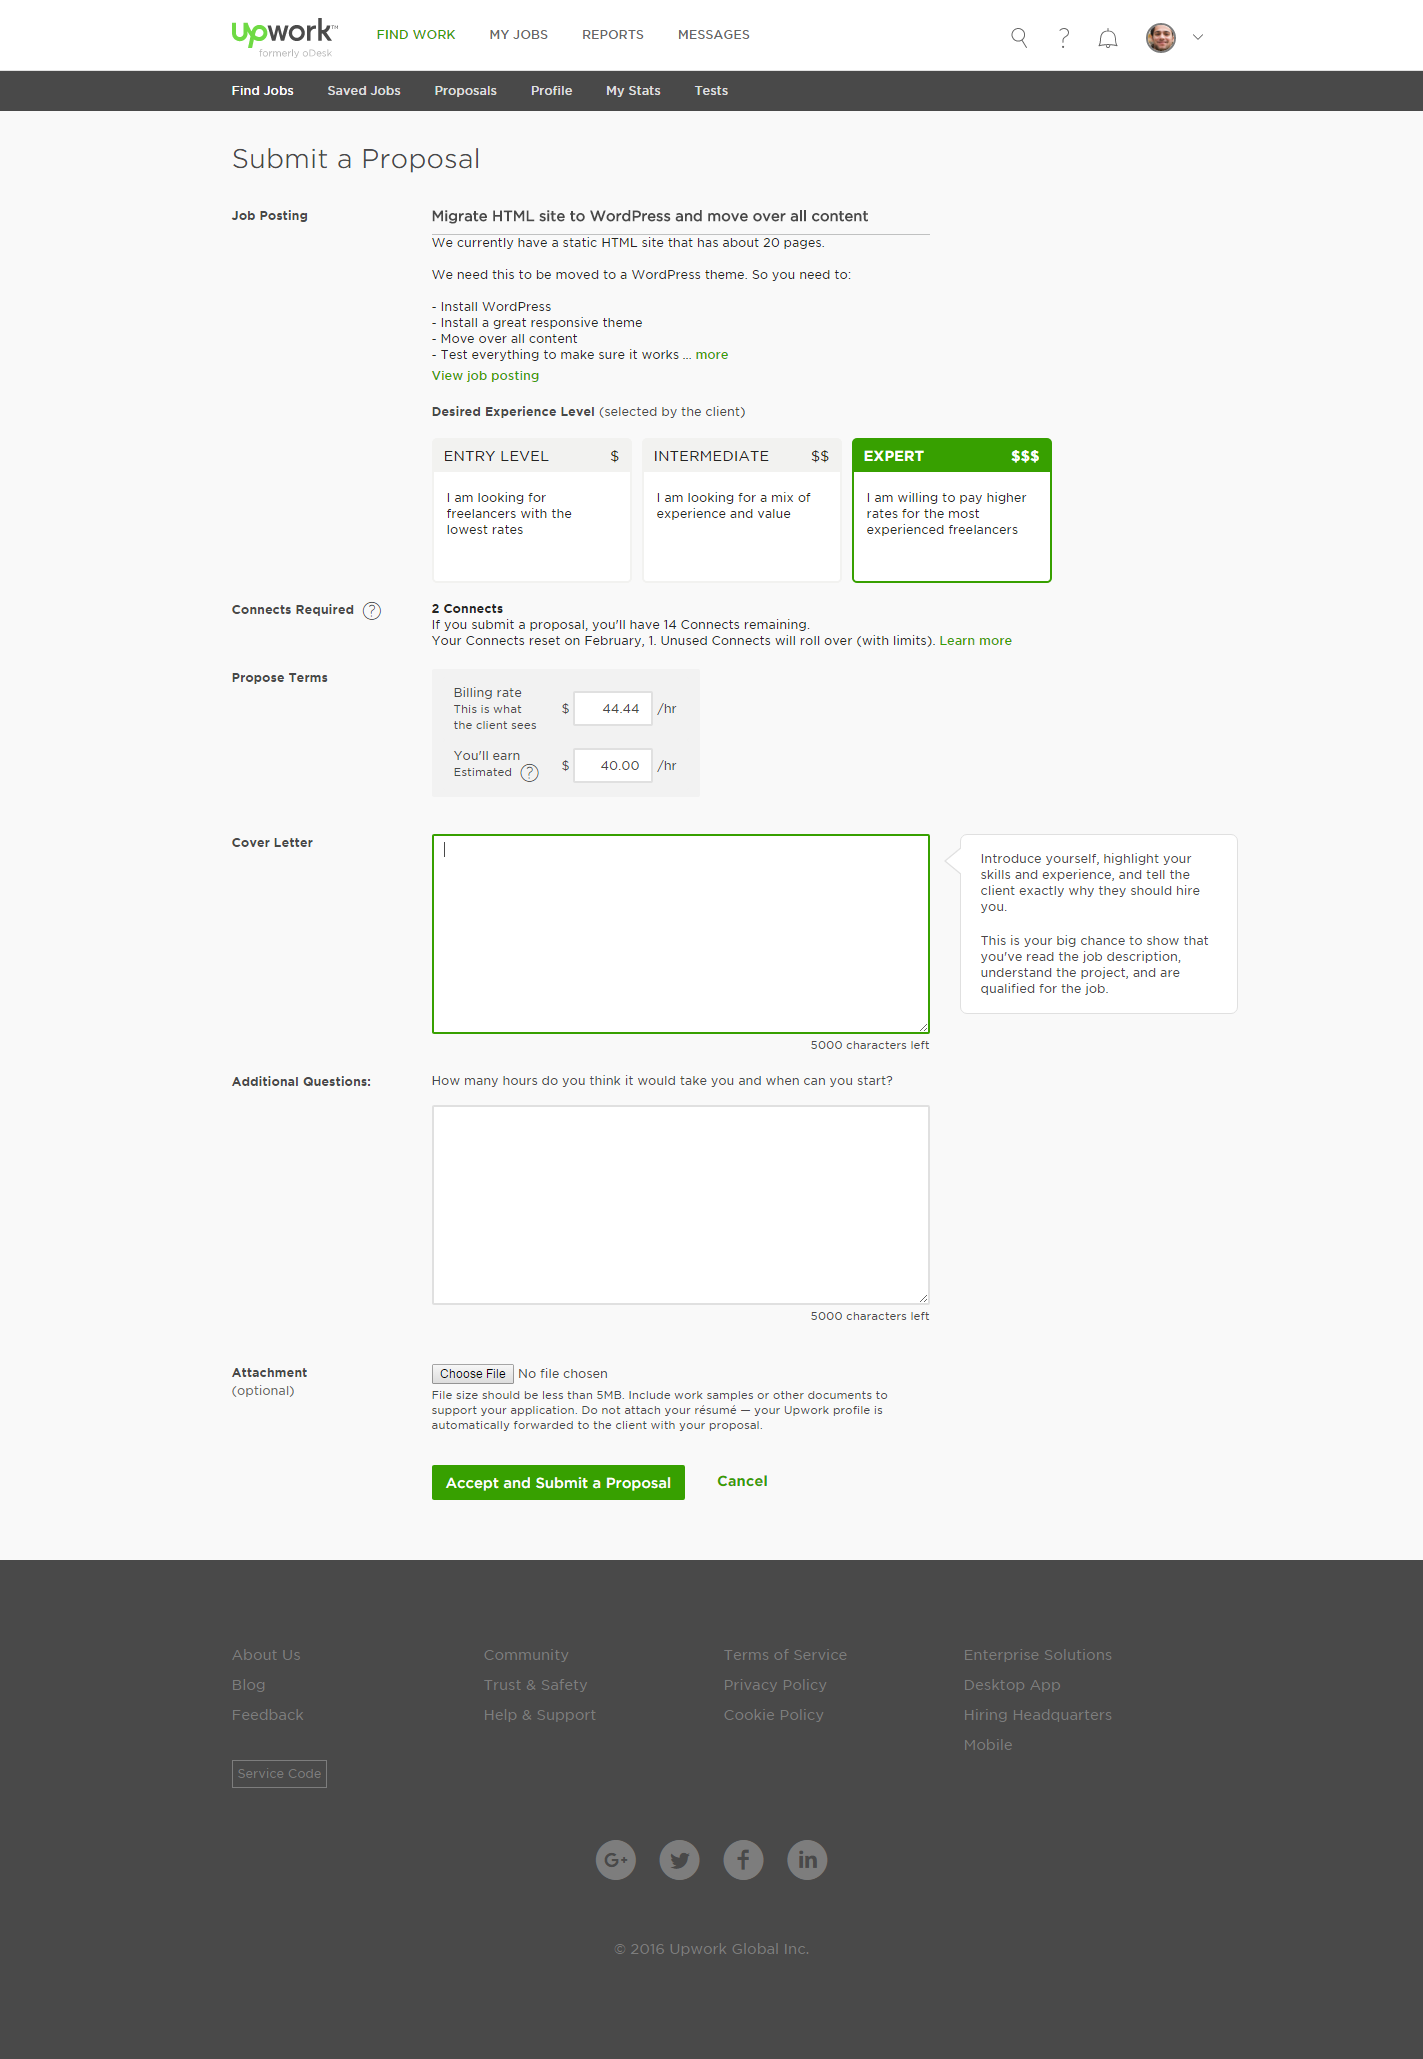 Upwork™
formerly oDesk
FIND WORK
MY JOBS
REPORTS
MESSAGES
?
Find Jobs
Saved Jobs
Proposals
Profile
My Stats
Tests
Submit a Proposal
Job Posting
Migrate HTML site to WordPress and move over all content
We currently have a static HTML site that has about 20 pages.
We need this to be moved to a WordPress theme. So you need to:
- Install WordPress
- Install a great responsive theme
- Move over all content
- Test everything to make sure it works ... more
View job posting
Desired Experience Level (selected by the client)
ENTRY LEVEL $
I am looking for
freelancers with the
lowest rates
INTERMEDIATE $$
I am looking for a mix of
experience and value
EXPERT $$$
I am willing to pay higher
rates for the most
experienced freelancers
Connects Required ?
2 Connects
If you submit a proposal, you'll have 14 Connects remaining.
Your Connects reset on February, 1. Unused Connects will roll over (with limits). Learn more
Propose Terms
Billing rate
This is what
the client sees
$ 44.44 /hr
You'll earn
Estimated ?
$ 40.00 /hr
Cover Letter
Introduce yourself, highlight your
skills and experience, and tell the
client exactly why they should hire
you.
This is your big chance to show that
you've read the job description,
understand the project, and are
qualified for the job.
5000 characters left
Additional Questions:
How many hours do you think it would take you and when can you start?
5000 characters left
Attachment
(optional)
Choose File No file chosen
File size should be less than 5MB. Include work samples or other documents to
support your application. Do not attach your résumé — your Upwork profile is
automatically forwarded to the client with your proposal.
Accept and Submit a Proposal
Cancel
About Us
Blog
Feedback
Community
Trust & Safety
Help & Support
Terms of Service
Privacy Policy
Cookie Policy
Enterprise Solutions
Desktop App
Hiring Headquarters
Mobile
Service Code
G+
f
in
© 2016 Upwork Global Inc.